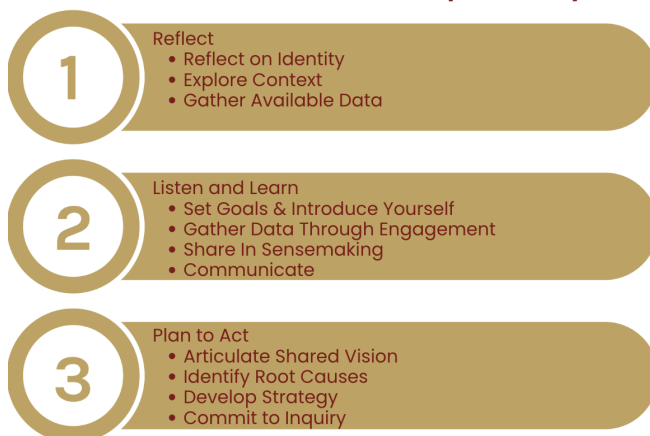 1
Reflect
• Reflect on Identity
• Explore Context
• Gather Available Data
2
Listen and Learn
• Set Goals & Introduce Yourself
• Gather Data Through Engagement
• Share In Sensemaking
• Communicate
3
Plan to Act
• Articulate Shared Vision
• Identify Root Causes
• Develop Strategy
• Commit to Inquiry